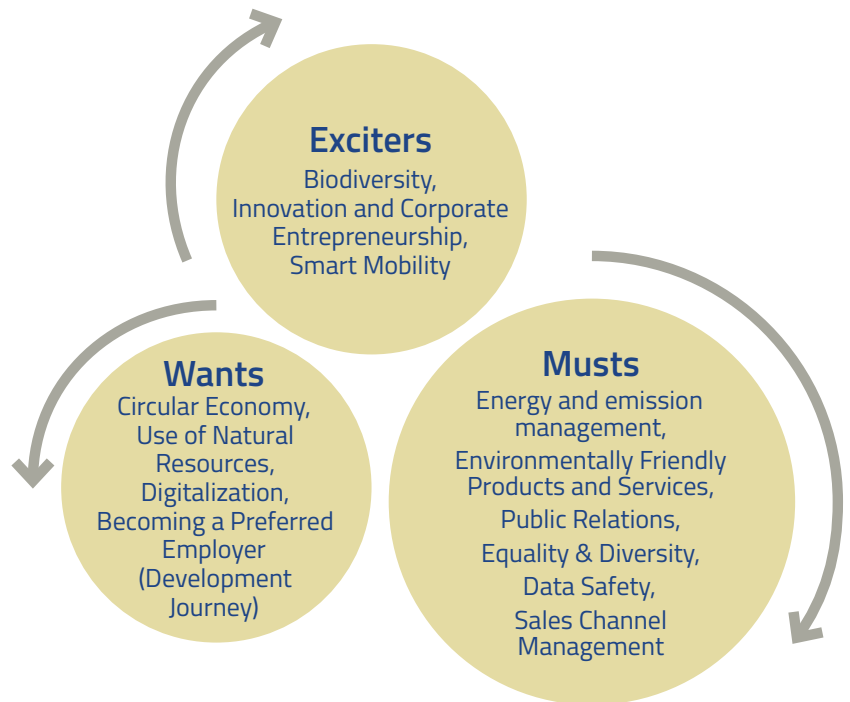 Exciters
Biodiversity,
Innovation and Corporate
Entrepreneurship,
Smart Mobility
Wants
Circular Economy,
Use of Natural
Resources,
Digitalization,
Becoming a Preferred
Employer
(Development
Journey)
Musts
Energy and emission
management,
Environmentally Friendly
Products and Services,
Public Relations,
Equality & Diversity,
Data Safety,
Sales Channel
Management